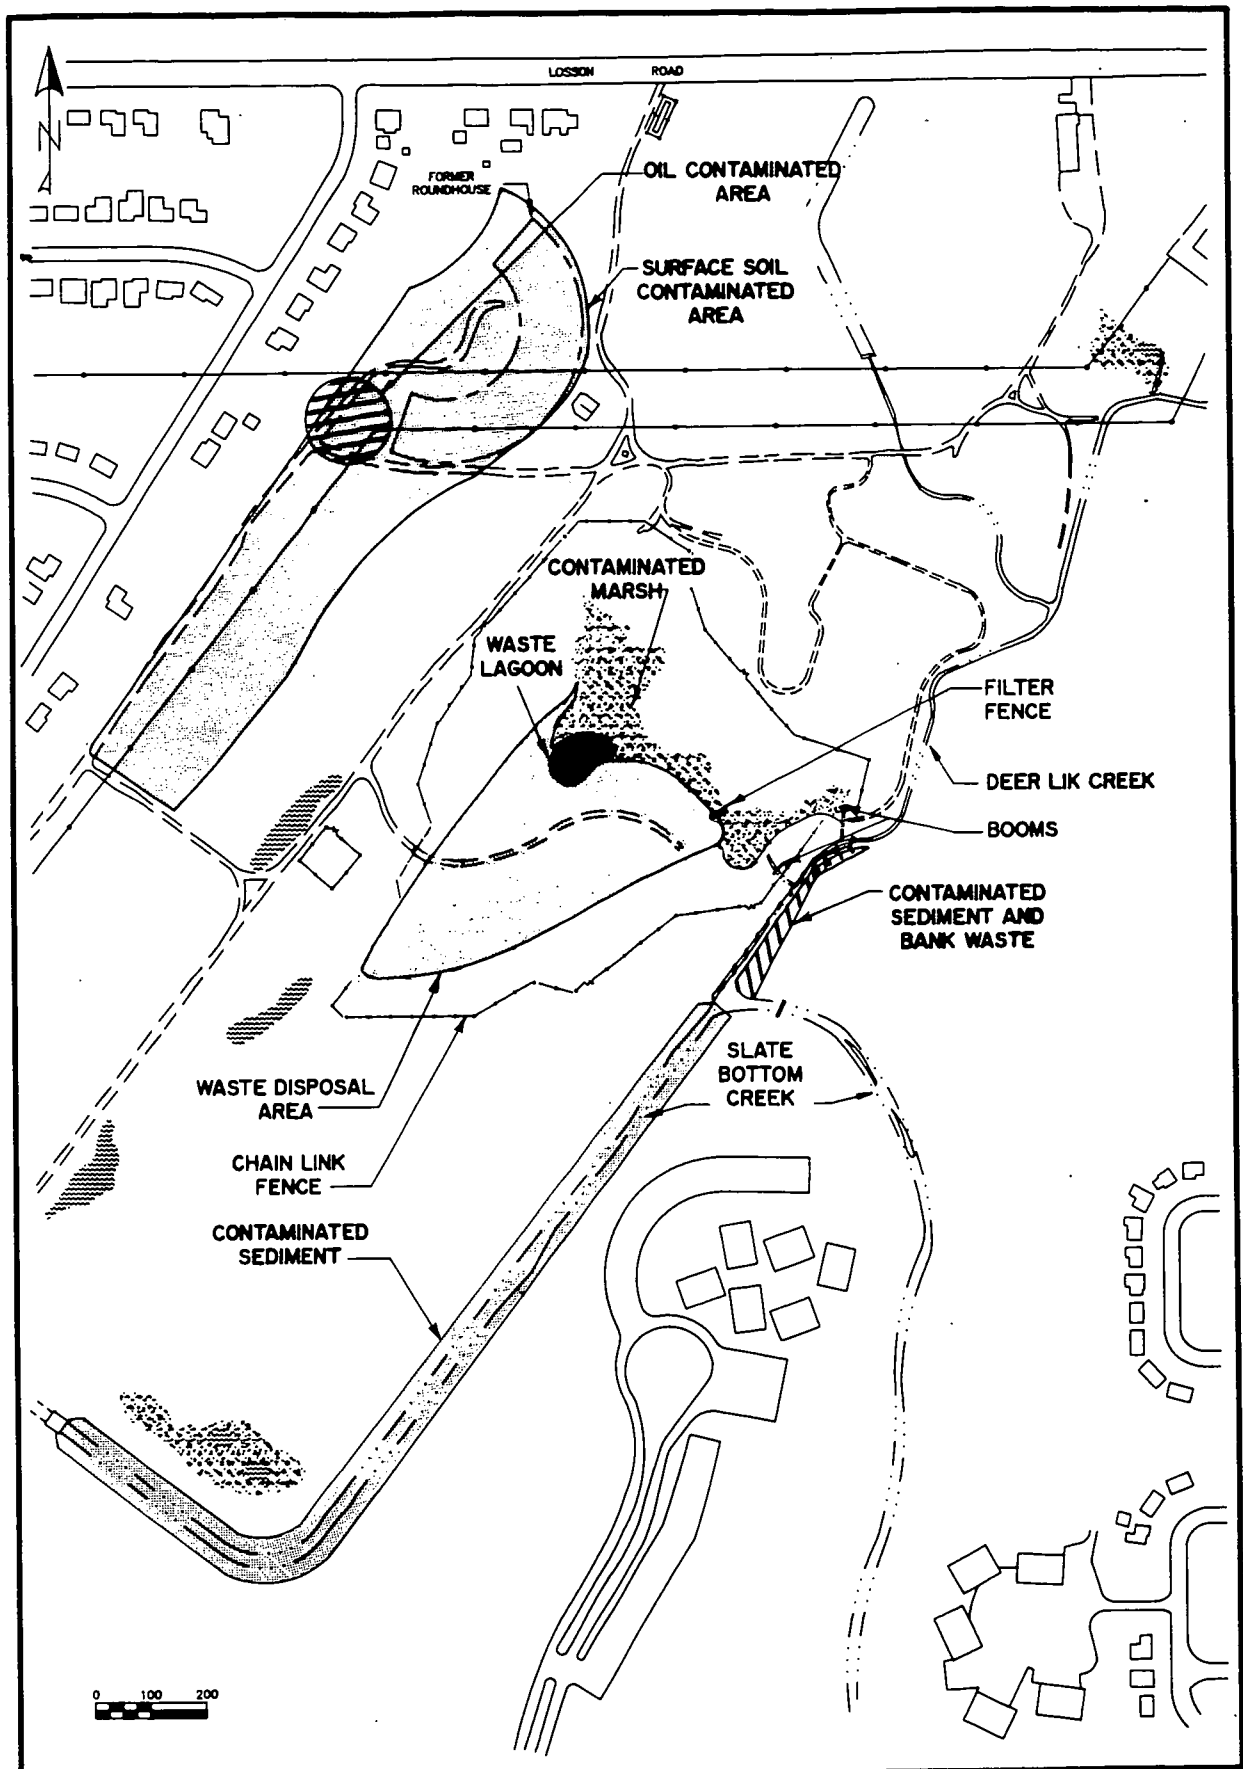 LOSSON ROAD
N
FORMER
ROUNDHOUSE
OIL CONTAMINATED
AREA
SURFACE SOIL
CONTAMINATED
AREA
CONTAMINATED
MARSH
WASTE
LAGOON
FILTER
FENCE
DEER LIK CREEK
BOOMS
CONTAMINATED
SEDIMENT AND
BANK WASTE
SLATE
BOTTOM
CREEK
WASTE DISPOSAL
AREA
CHAIN LINK
FENCE
CONTAMINATED
SEDIMENT
0 100 200